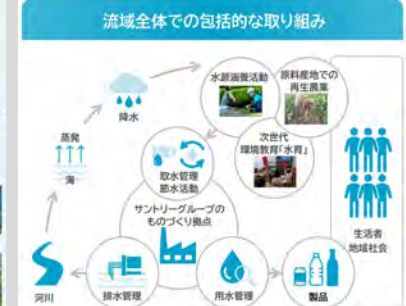 流域全体での包括的な取り組み
降水
水源涵養活動
原料産地での
再生農業
次世代
環境教育「水育」
蒸発
海
取水管理
節水活動
サントリーグループの
ものづくり拠点
生活者
地域社会
河川
排水管理
用水管理
製品